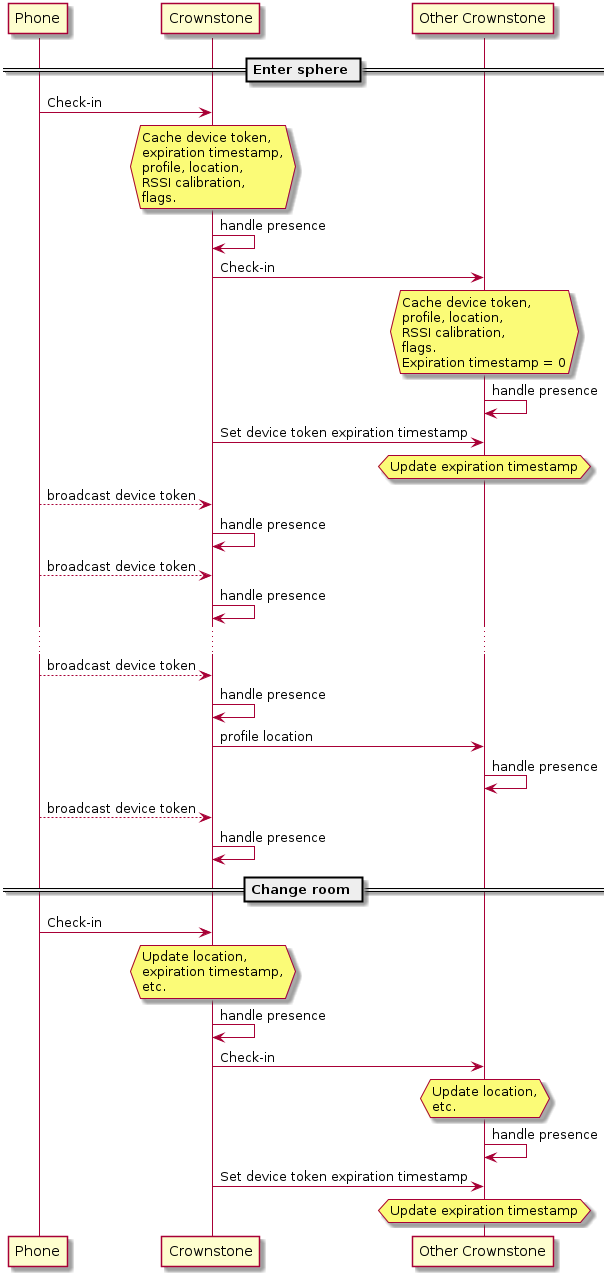 Phone
Crownstone
Other Crownstone
Enter sphere
Check-in
Cache device token,
expiration timestamp,
profile, location,
RSSI calibration,
flags.
handle presence
Check-in
Cache device token,
profile, location,
RSSI calibration,
flags.
Expiration timestamp = 0
handle presence
Set device token expiration timestamp
Update expiration timestamp
broadcast device token
handle presence
broadcast device token
handle presence
broadcast device token
handle presence
profile location
handle presence
broadcast device token
handle presence
Change room
Check-in
Update location,
expiration timestamp,
etc.
handle presence
Check-in
Update location,
etc.
handle presence
Set device token expiration timestamp
Update expiration timestamp
Phone
Crownstone
Other Crownstone